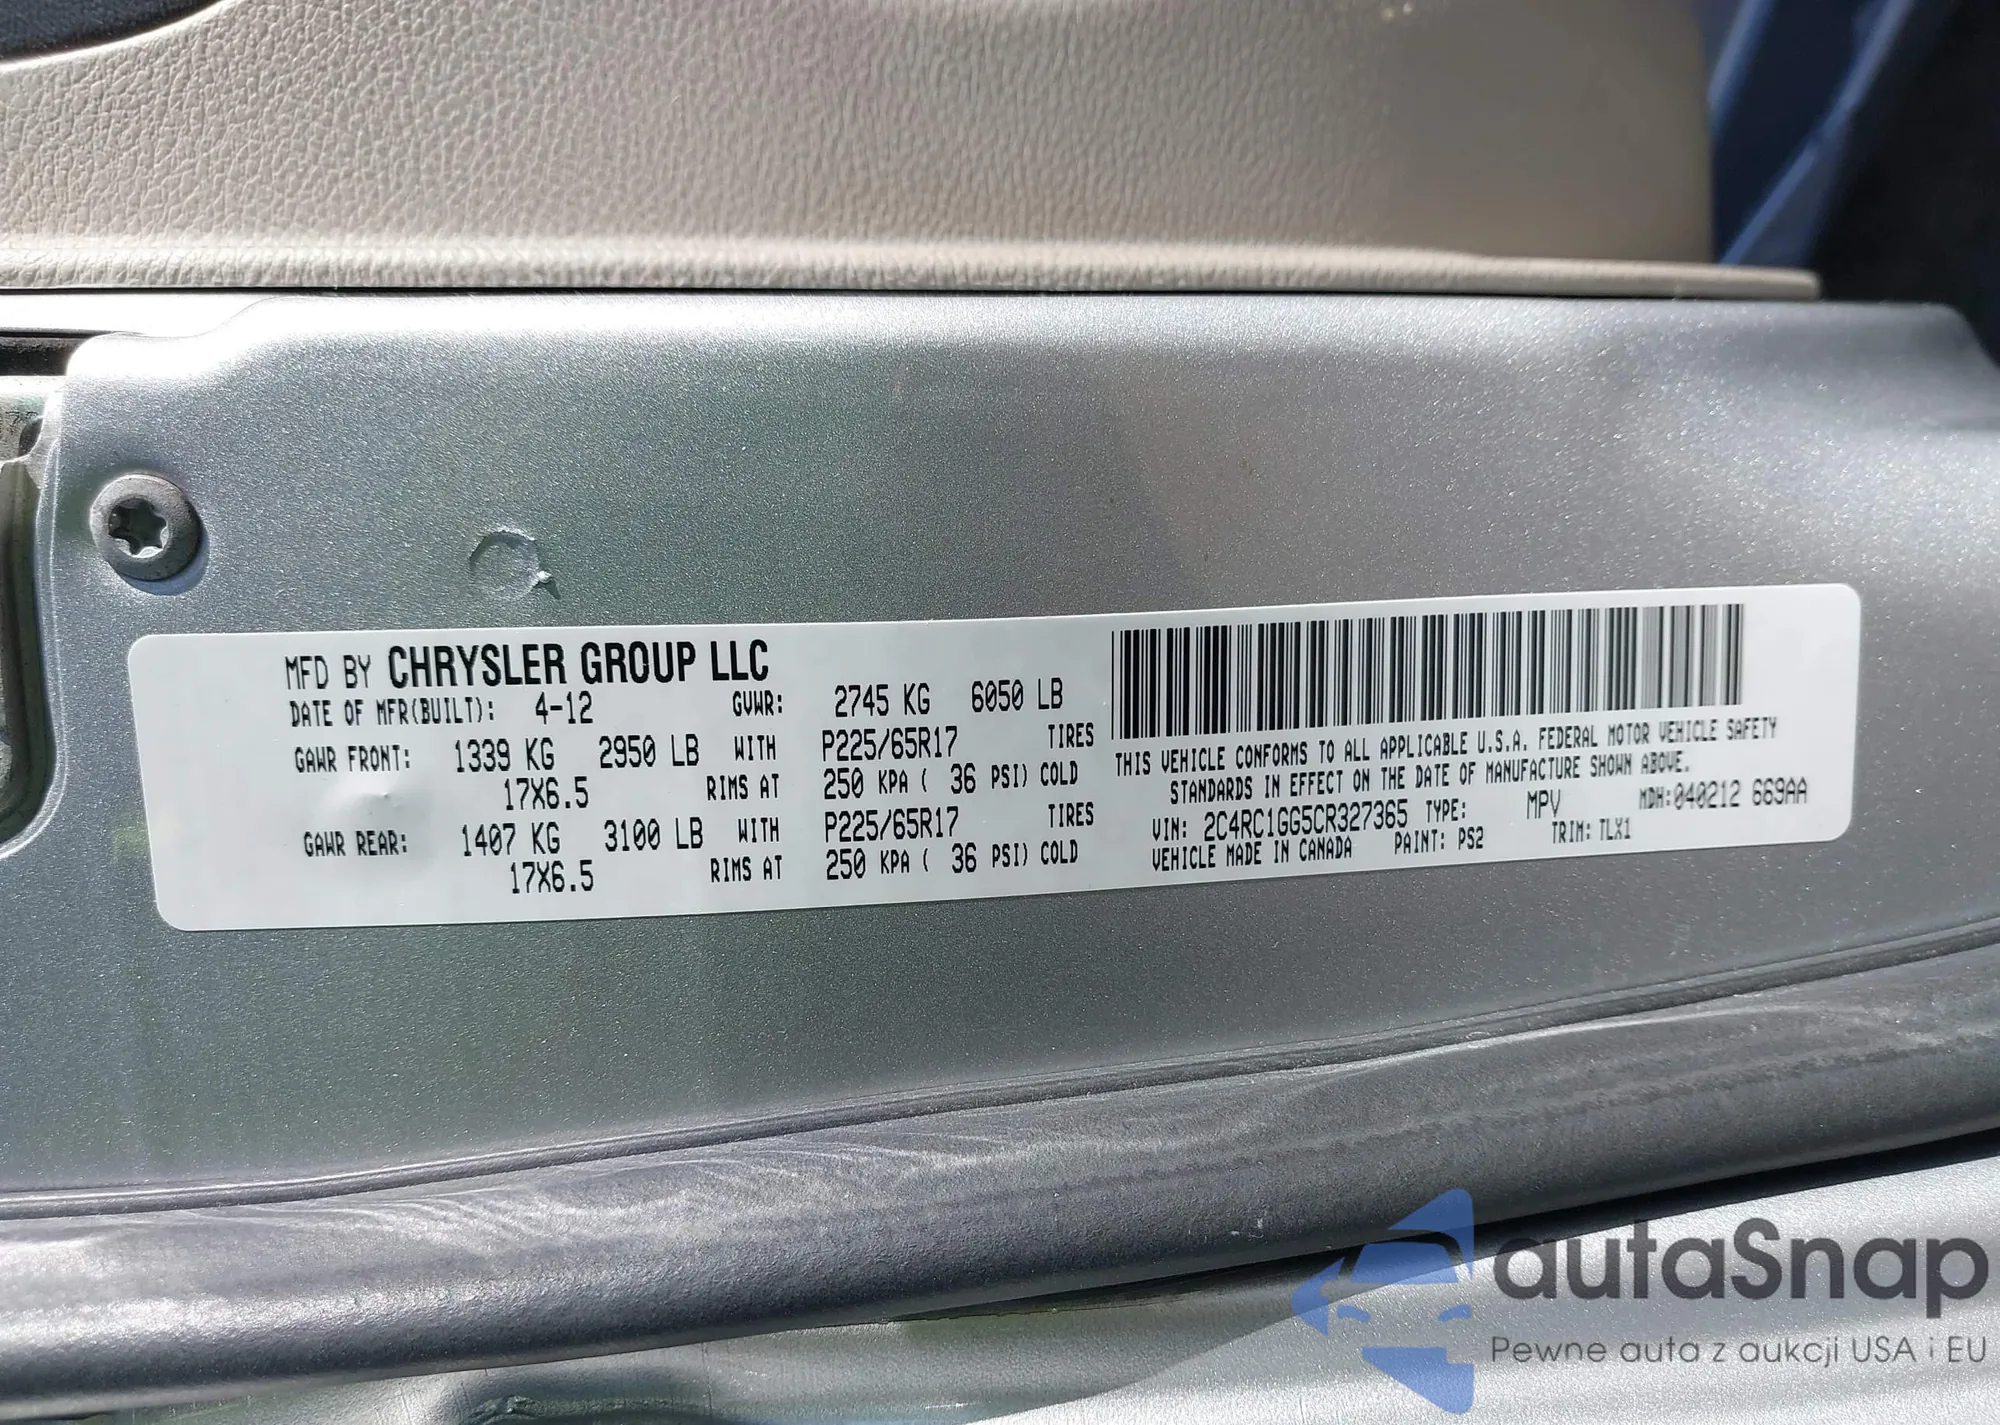 MFD BY CHRYSLER GROUP LLC
DATE OF MFR(BUILT): 4-12 GVWR: 2745 KG 6050 LB
GAWR FRONT: 1339 KG 2950 LB WITH P225/65R17 TIRES
17X6.5 RIMS AT 250 KPA ( 36 PSI) COLD
GAWR REAR: 1407 KG 3100 LB WITH P225/65R17 TIRES
17X6.5 RIMS AT 250 KPA ( 36 PSI) COLD
THIS VEHICLE CONFORMS TO ALL APPLICABLE U.S.A. FEDERAL MOTOR VEHICLE SAFETY
STANDARDS IN EFFECT ON THE DATE OF MANUFACTURE SHOWN ABOVE.
VIN: 2C4RC1GG5CR327365 TYPE: MPV MDH:040212 669AA
VEHICLE MADE IN CANADA PAINT: PS2 TRIM: TLX1
autaSnap
Pewne auta z aukcji USA i EU